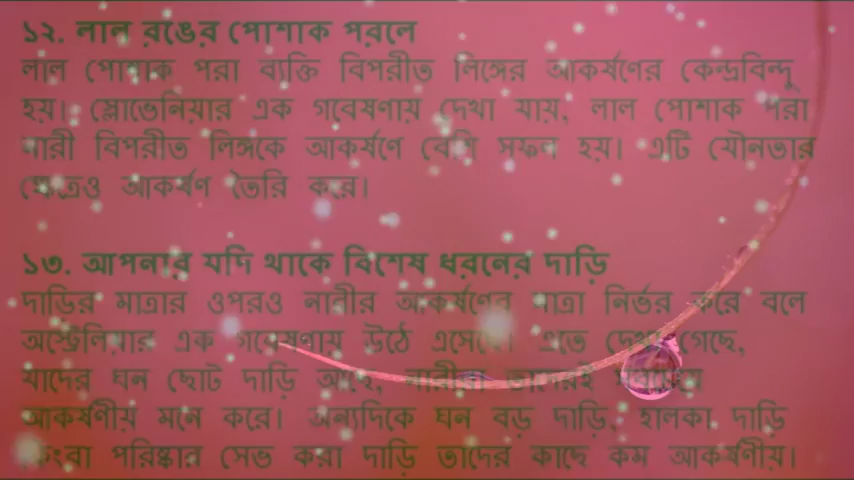 ১২. লাল রঙের পোশাক পরলে
লাল পোশাক পরা ব্যক্তি বিপরীত লিঙ্গের আকর্ষণের কেন্দ্রবিন্দু
হয়। স্লোভেনিয়ার এক গবেষণায় দেখা যায়, লাল পোশাক পরা
নারী বিপরীত লিঙ্গকে আকর্ষণে বেশি সফল হয়। এটি যৌনতার
ক্ষেত্রেও আকর্ষণ তৈরি করে।
১৩. আপনার যদি থাকে বিশেষ ধরনের দাড়ি
দাড়ির মাত্রার ওপরও নারীর আকর্ষণের মাত্রা নির্ভর করে বলে
অস্ট্রেলিয়ার এক গবেষণায় উঠে এসেছে। এতে দেখা গেছে,
যাদের ঘন ছোট দাড়ি আছে, নারীরা তাদেরই সবচেয়ে
আকর্ষণীয় মনে করে। অন্যদিকে ঘন বড় দাড়ি, হালকা দাড়ি
কিংবা পরিষ্কার সেভ করা দাড়ি তাদের কাছে কম আকর্ষণীয়।